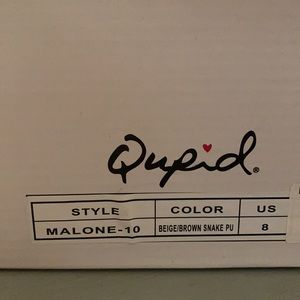 Qupid®
STYLE COLOR US
MALONE-10 BEIGE/BROWN SNAKE PU 8